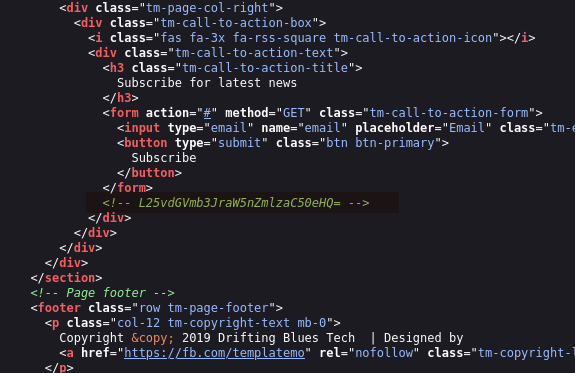 <div class="tm-page-col-right">
<div class="tm-call-to-action-box">
<i class="fas fa-3x fa-rss-square tm-call-to-action-icon"></i>
<div class="tm-call-to-action-text">
<h3 class="tm-call-to-action-title">
Subscribe for latest news
</h3>
<form action="#" method="GET" class="tm-call-to-action-form">
<input type="email" name="email" placeholder="Email" class="tm-e
<button type="submit" class="btn btn-primary">
Subscribe
</button>
</form>
<!-- L25vdGVmb3JraW5nZmlzaC50eHQ= -->
</div>
</div>
</div>
</div>
</section>
<!-- Page footer -->
<footer class="row tm-page-footer">
<p class="col-12 tm-copyright-text mb-0">
Copyright &copy; 2019 Drifting Blues Tech | Designed by
<a href="https://fb.com/templatemo" rel="nofollow" class="tm-copyright-l
</p>